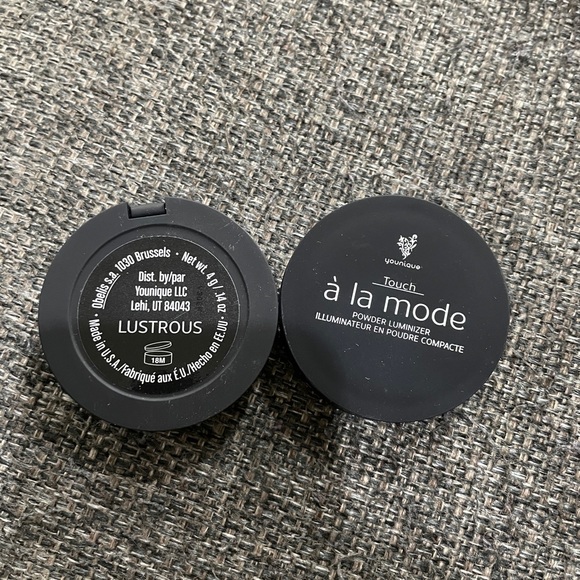 Obelis s.a. 1030 Brussels • Net wt. 4 g / .14 oz. •
Made in U.S.A./Fabriqué aux É.U./Hecho en EE.UU •
Dist. by/par
Younique LLC
Lehi, UT 84043
LUSTROUS
18M
younique
Touch
à la mode
POWDER LUMINIZER
ILLUMINATEUR EN POUDRE COMPACTE